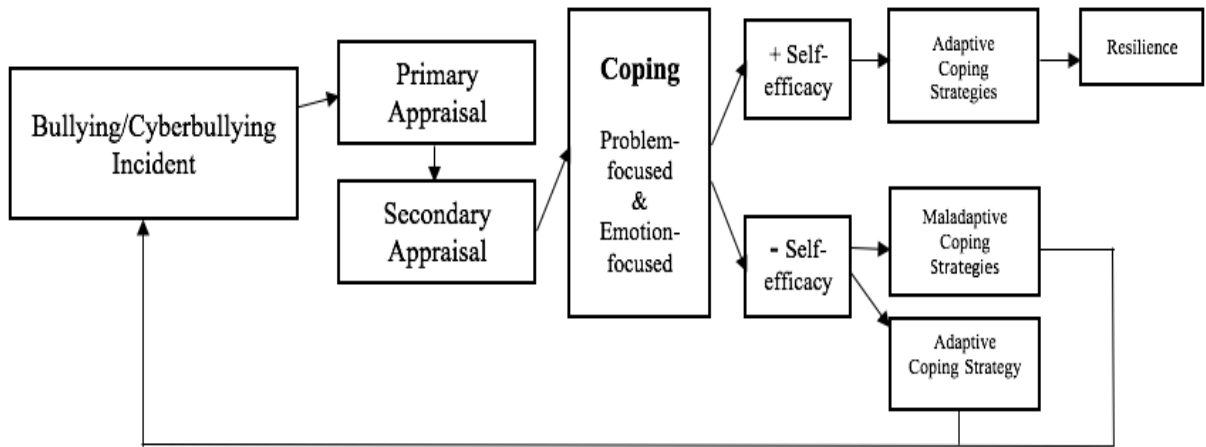 Bullying/Cyberbullying
Incident
Primary
Appraisal
Secondary
Appraisal
Coping
Problem-
focused
&
Emotion-
focused
+ Self-
efficacy
Adaptive
Coping
Strategies
Resilience
- Self-
efficacy
Maladaptive
Coping
Strategies
Adaptive
Coping Strategy